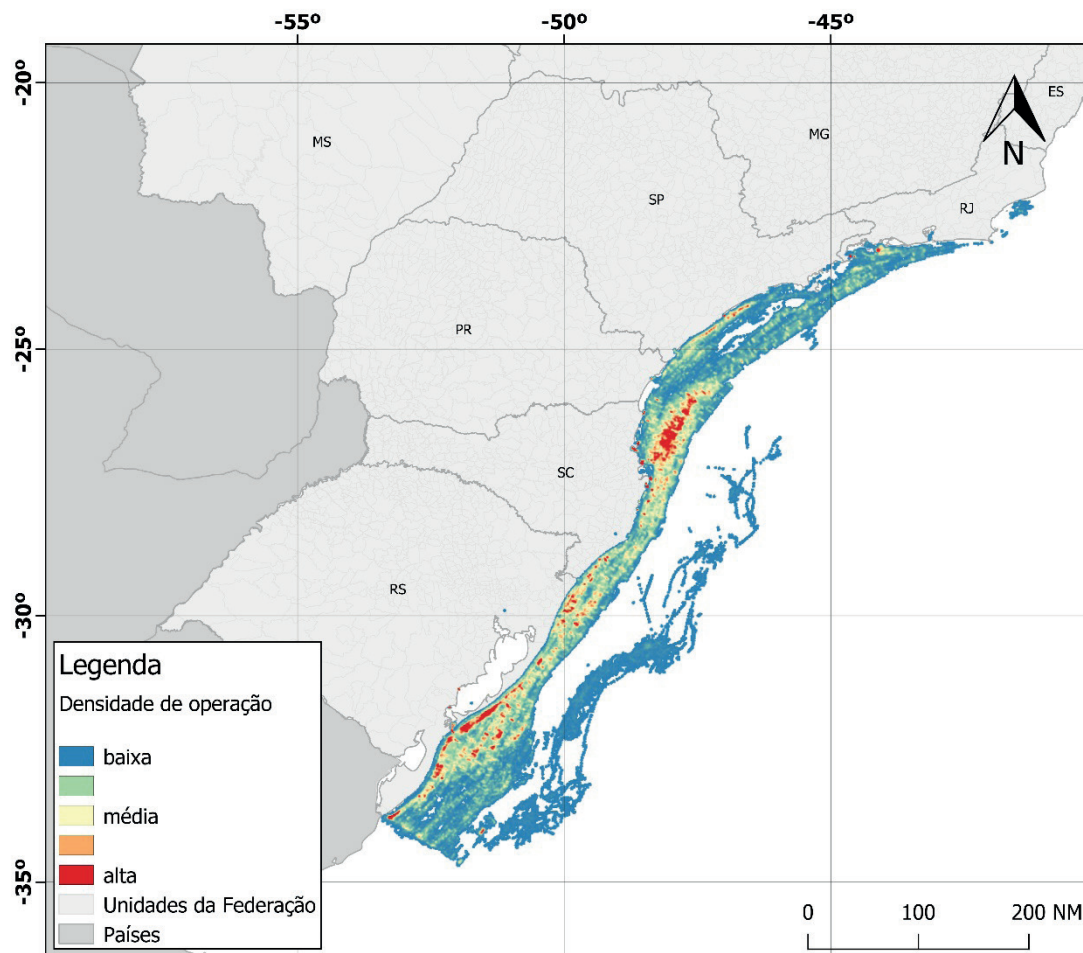 -55º
-50º
-45º
-20º
-25º
-30º
-35º
MS
MG
ES
SP
RJ
PR
SC
RS
N
Legenda
Densidade de operação
baixa
média
alta
Unidades da Federação
Países
0 100 200 NM